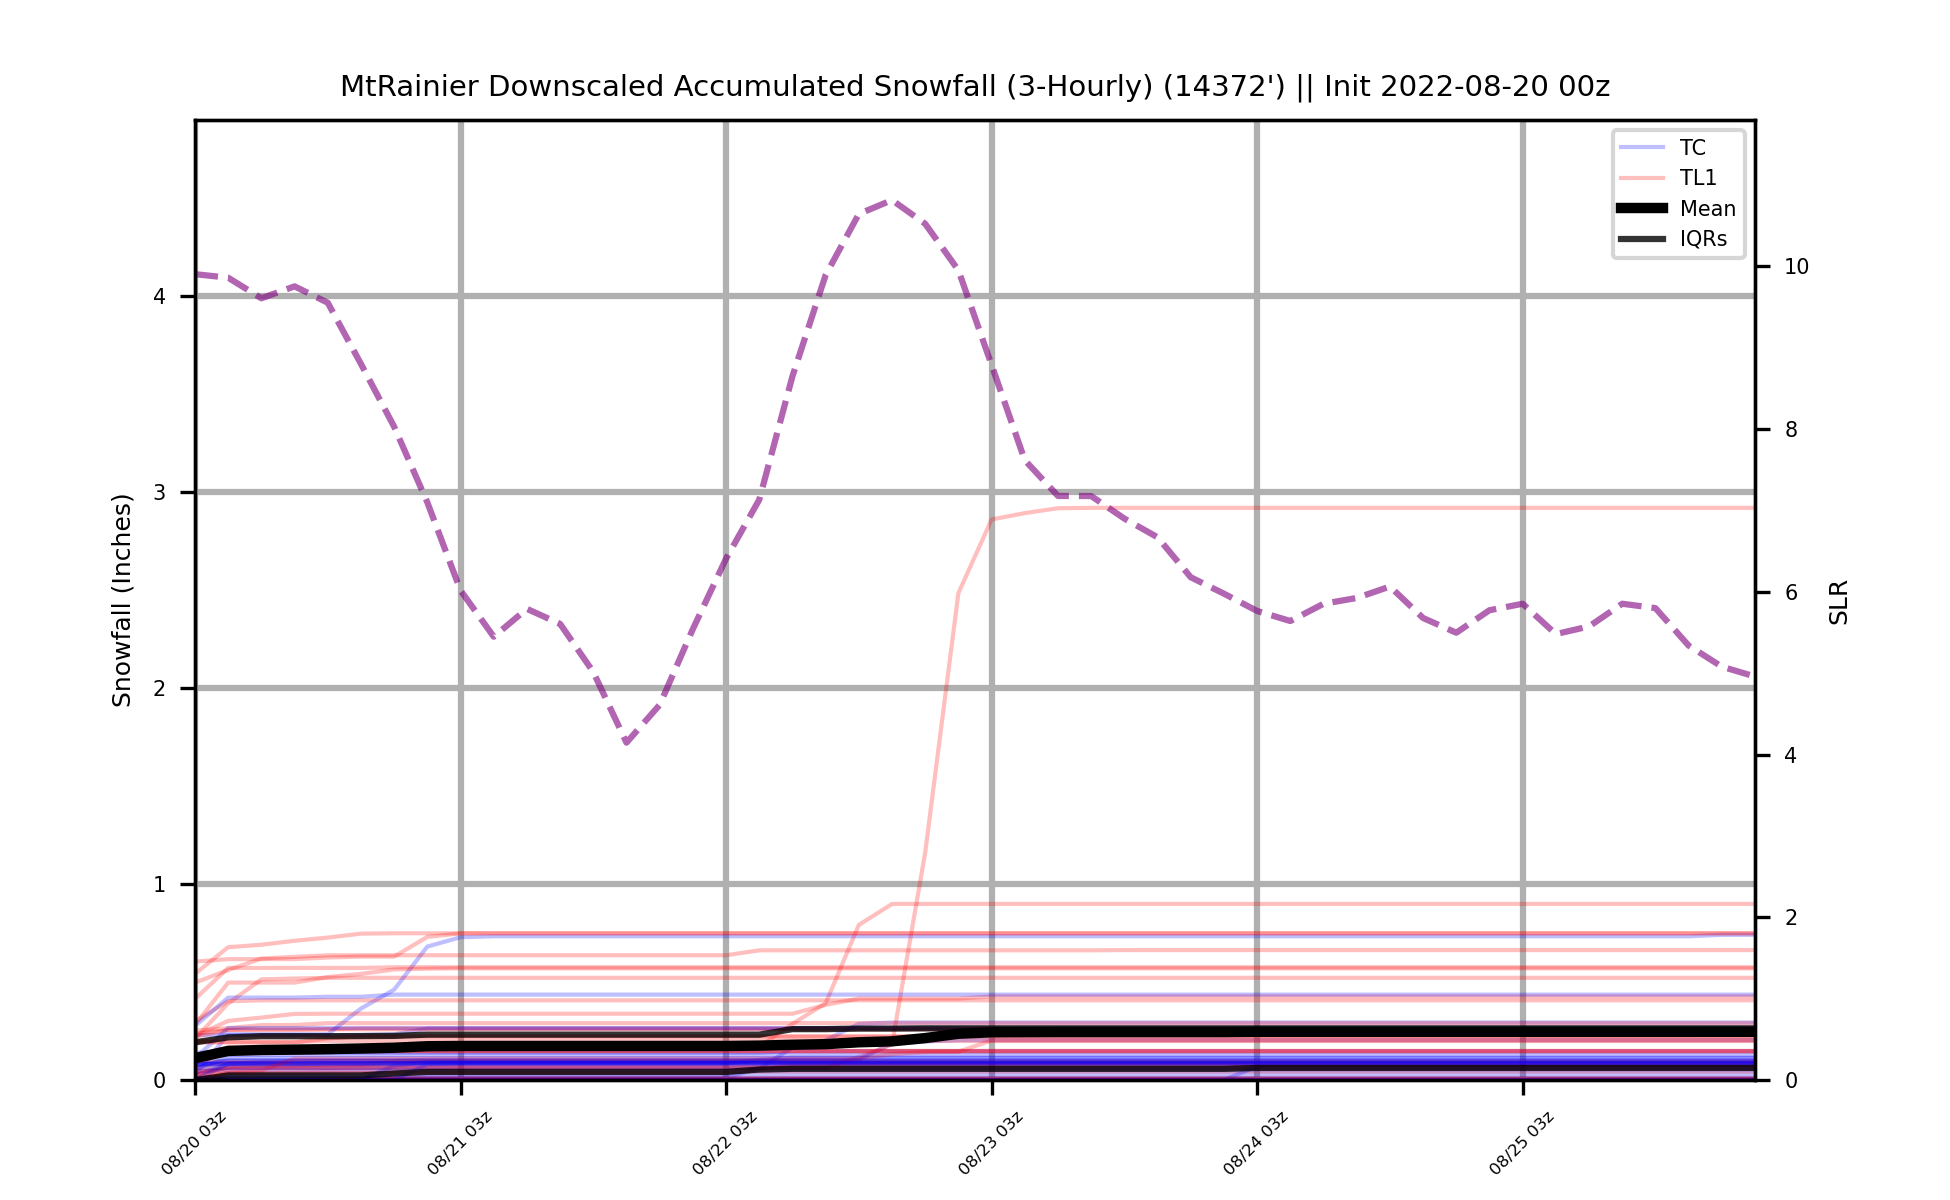 MtRainier Downscaled Accumulated Snowfall (3-Hourly) (14372') || Init 2022-08-20 00z
TC
TL1
Mean
IQRs
Snowfall (Inches)
4
3
2
1
0
SLR
10
8
6
4
2
0
08/20 03z
08/21 03z
08/22 03z
08/23 03z
08/24 03z
08/25 03z